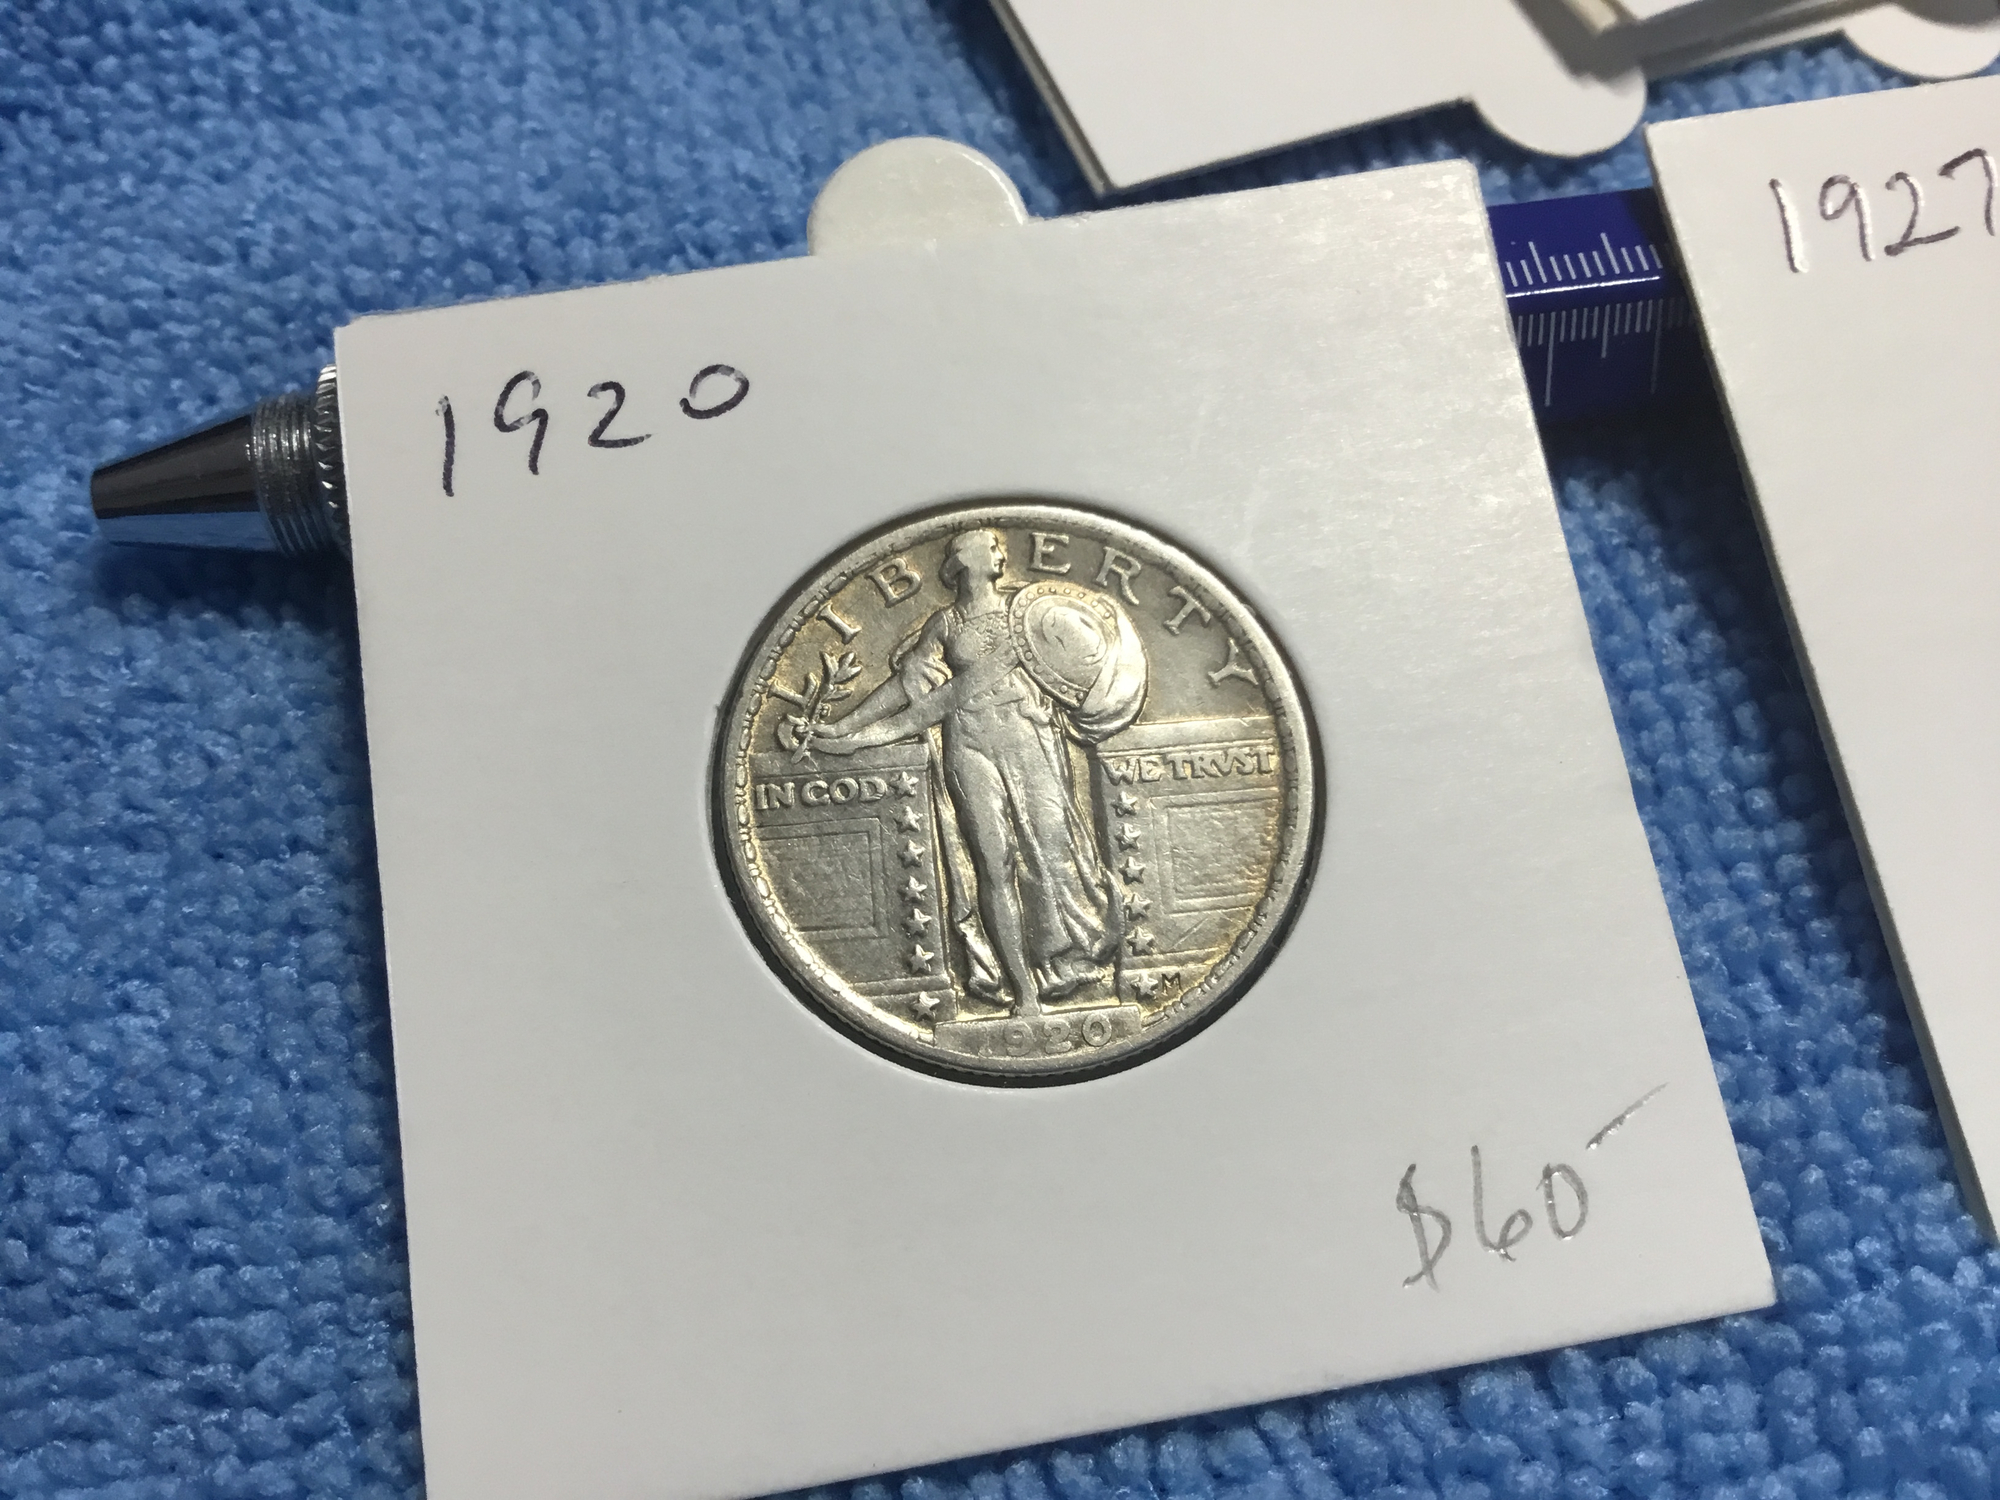 1920
1927
LIBERTY
IN GOD WE TRVST
M
1920
$60-